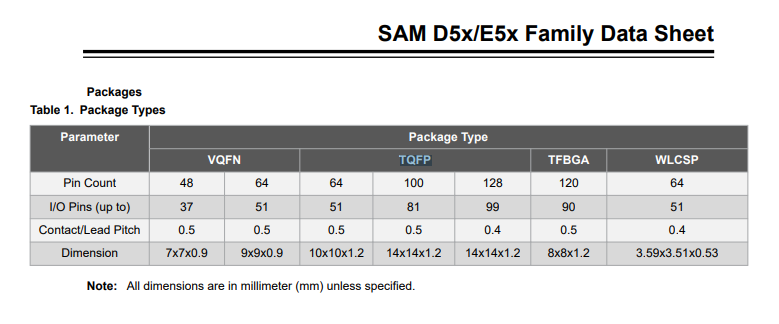 SAM D5x/E5x Family Data Sheet
Packages
Table 1. Package Types
Parameter Package Type
VQFN TQFP TFBGA WLCSP
Pin Count 48 64 64 100 128 120 64
I/O Pins (up to) 37 51 51 81 99 90 51
Contact/Lead Pitch 0.5 0.5 0.5 0.5 0.4 0.5 0.4
Dimension 7x7x0.9 9x9x0.9 10x10x1.2 14x14x1.2 14x14x1.2 8x8x1.2 3.59x3.51x0.53
Note: All dimensions are in millimeter (mm) unless specified.